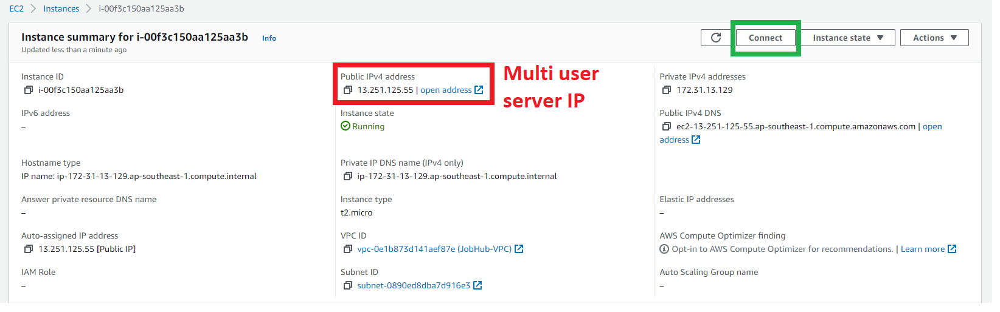 EC2 > Instances > i-00f3c150aa125aa3b
Instance summary for i-00f3c150aa125aa3b Info
Updated less than a minute ago
Connect
Instance state
Actions
Instance ID
i-00f3c150aa125aa3b
Public IPv4 address
13.251.125.55 | open address
Multi user
server IP
Private IPv4 addresses
172.31.13.129
IPv6 address
–
Instance state
Running
Public IPv4 DNS
ec2-13-251-125-55.ap-southeast-1.compute.amazonaws.com | open
address
Hostname type
IP name: ip-172-31-13-129.ap-southeast-1.compute.internal
Private IP DNS name (IPv4 only)
ip-172-31-13-129.ap-southeast-1.compute.internal
Answer private resource DNS name
–
Instance type
t2.micro
Elastic IP addresses
–
Auto-assigned IP address
13.251.125.55 [Public IP]
VPC ID
vpc-0e1b873d141aef87e (JobHub-VPC)
AWS Compute Optimizer finding
Opt-in to AWS Compute Optimizer for recommendations. | Learn more
IAM Role
–
Subnet ID
subnet-0890ed8dba7d916e3
Auto Scaling Group name
–